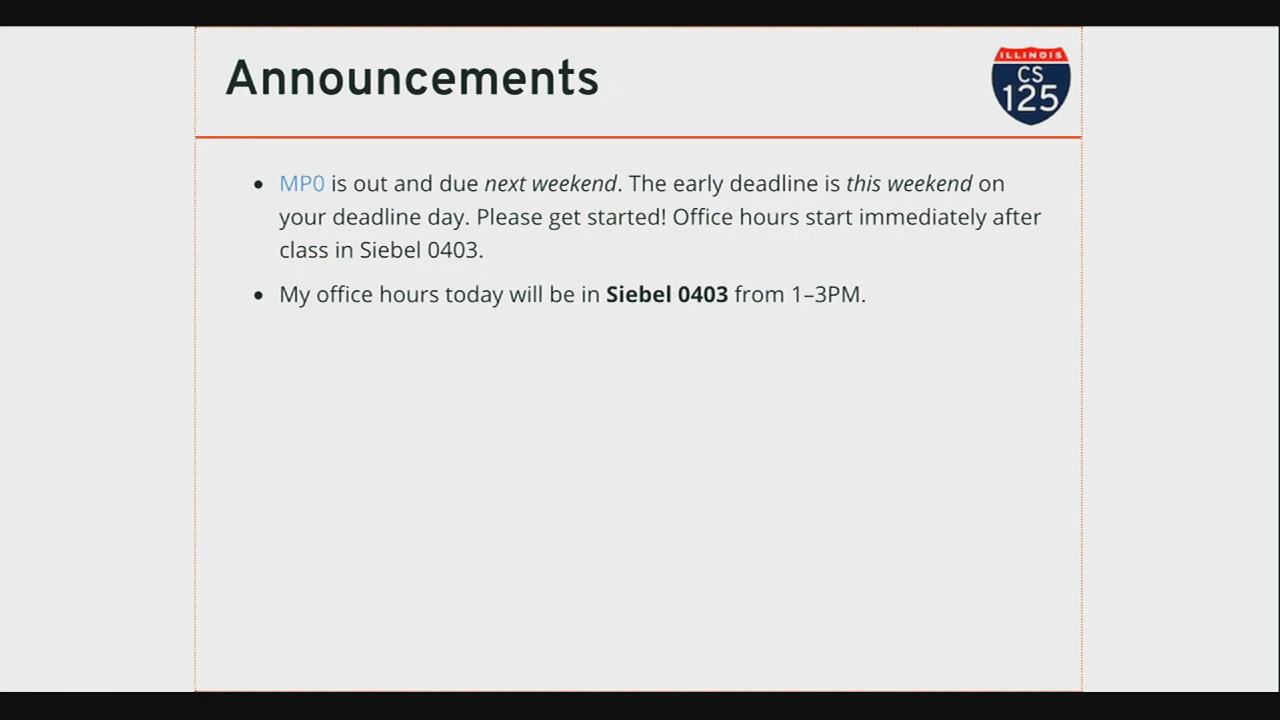 Announcements
ILLINOIS
CS
125
• MP0 is out and due next weekend. The early deadline is this weekend on
your deadline day. Please get started! Office hours start immediately after
class in Siebel 0403.
• My office hours today will be in Siebel 0403 from 1–3PM.